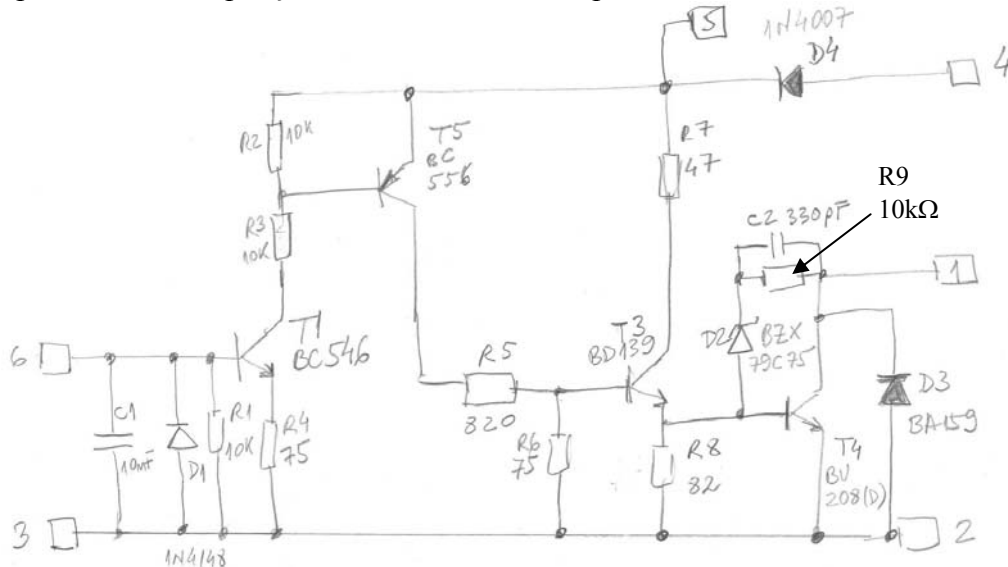 5
1N4007
D4
4
R2
10K
T5
BC
556
R7
47
R9
10kΩ
C2 330pF
R3
10K
1
T1
BC546
T3
BD139
D2
BZX
79C75
6
D3
BA159
R5
820
C1
10nF
D1
R1
10K
R4
75
R6
75
R8
82
T4
BU
208(D)
3
2
1N4148